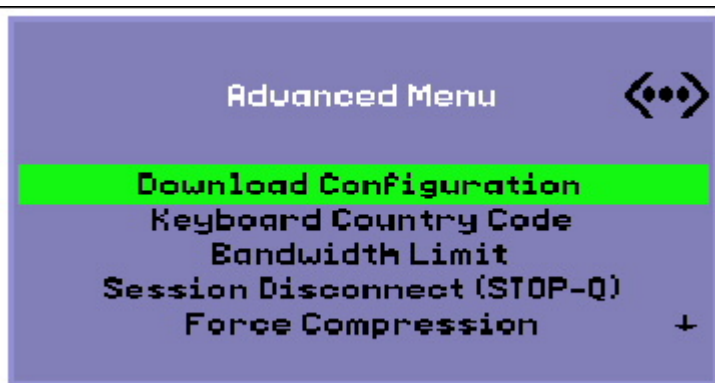 Advanced Menu
Download Configuration
Keyboard Country Code
Bandwidth Limit
Session Disconnect (STOP-Q)
Force Compression